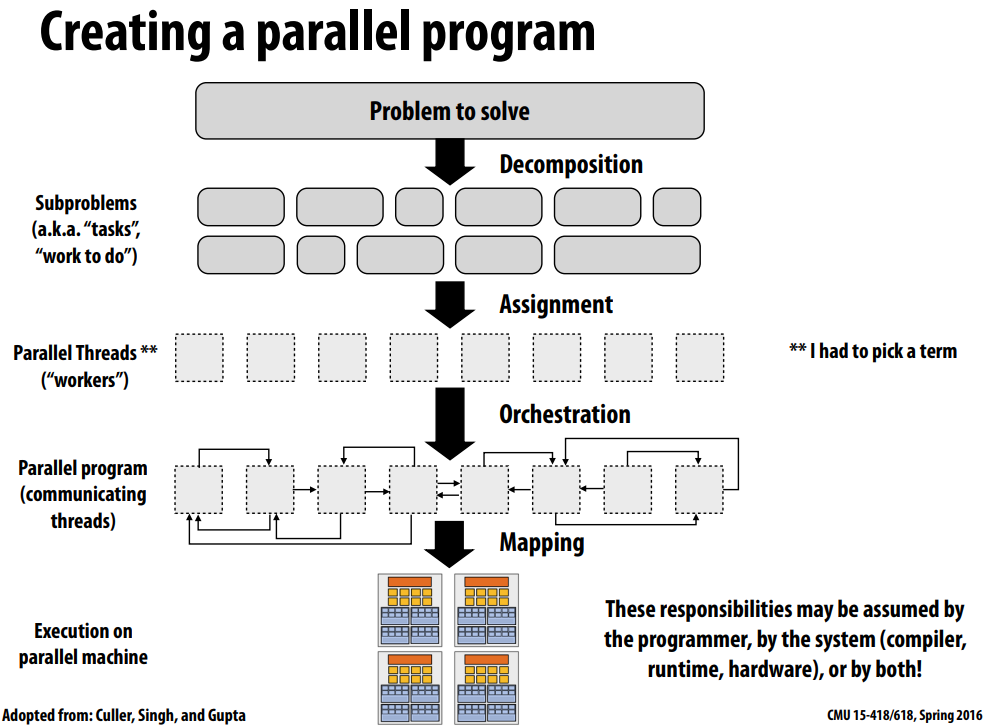 Creating a parallel program
Problem to solve
Decomposition
Subproblems
(a.k.a. “tasks”,
“work to do”)
Assignment
Parallel Threads **
(“workers”)
** I had to pick a term
Orchestration
Parallel program
(communicating
threads)
Mapping
Execution on
parallel machine
These responsibilities may be assumed by
the programmer, by the system (compiler,
runtime, hardware), or by both!
Adopted from: Culler, Singh, and Gupta
CMU 15-418/618, Spring 2016